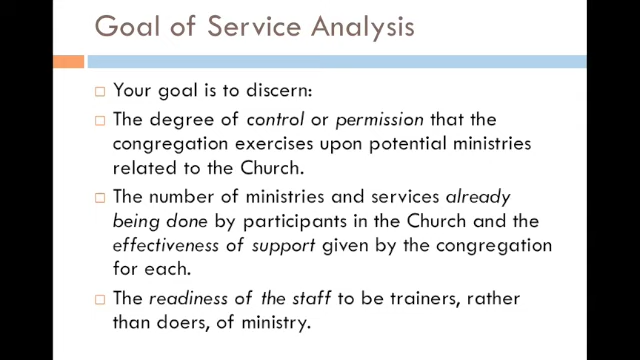 Goal of Service Analysis
Your goal is to discern:
The degree of control or permission that the
congregation exercises upon potential ministries
related to the Church.
The number of ministries and services already
being done by participants in the Church and the
effectiveness of support given by the congregation
for each.
The readiness of the staff to be trainers, rather
than doers, of ministry.